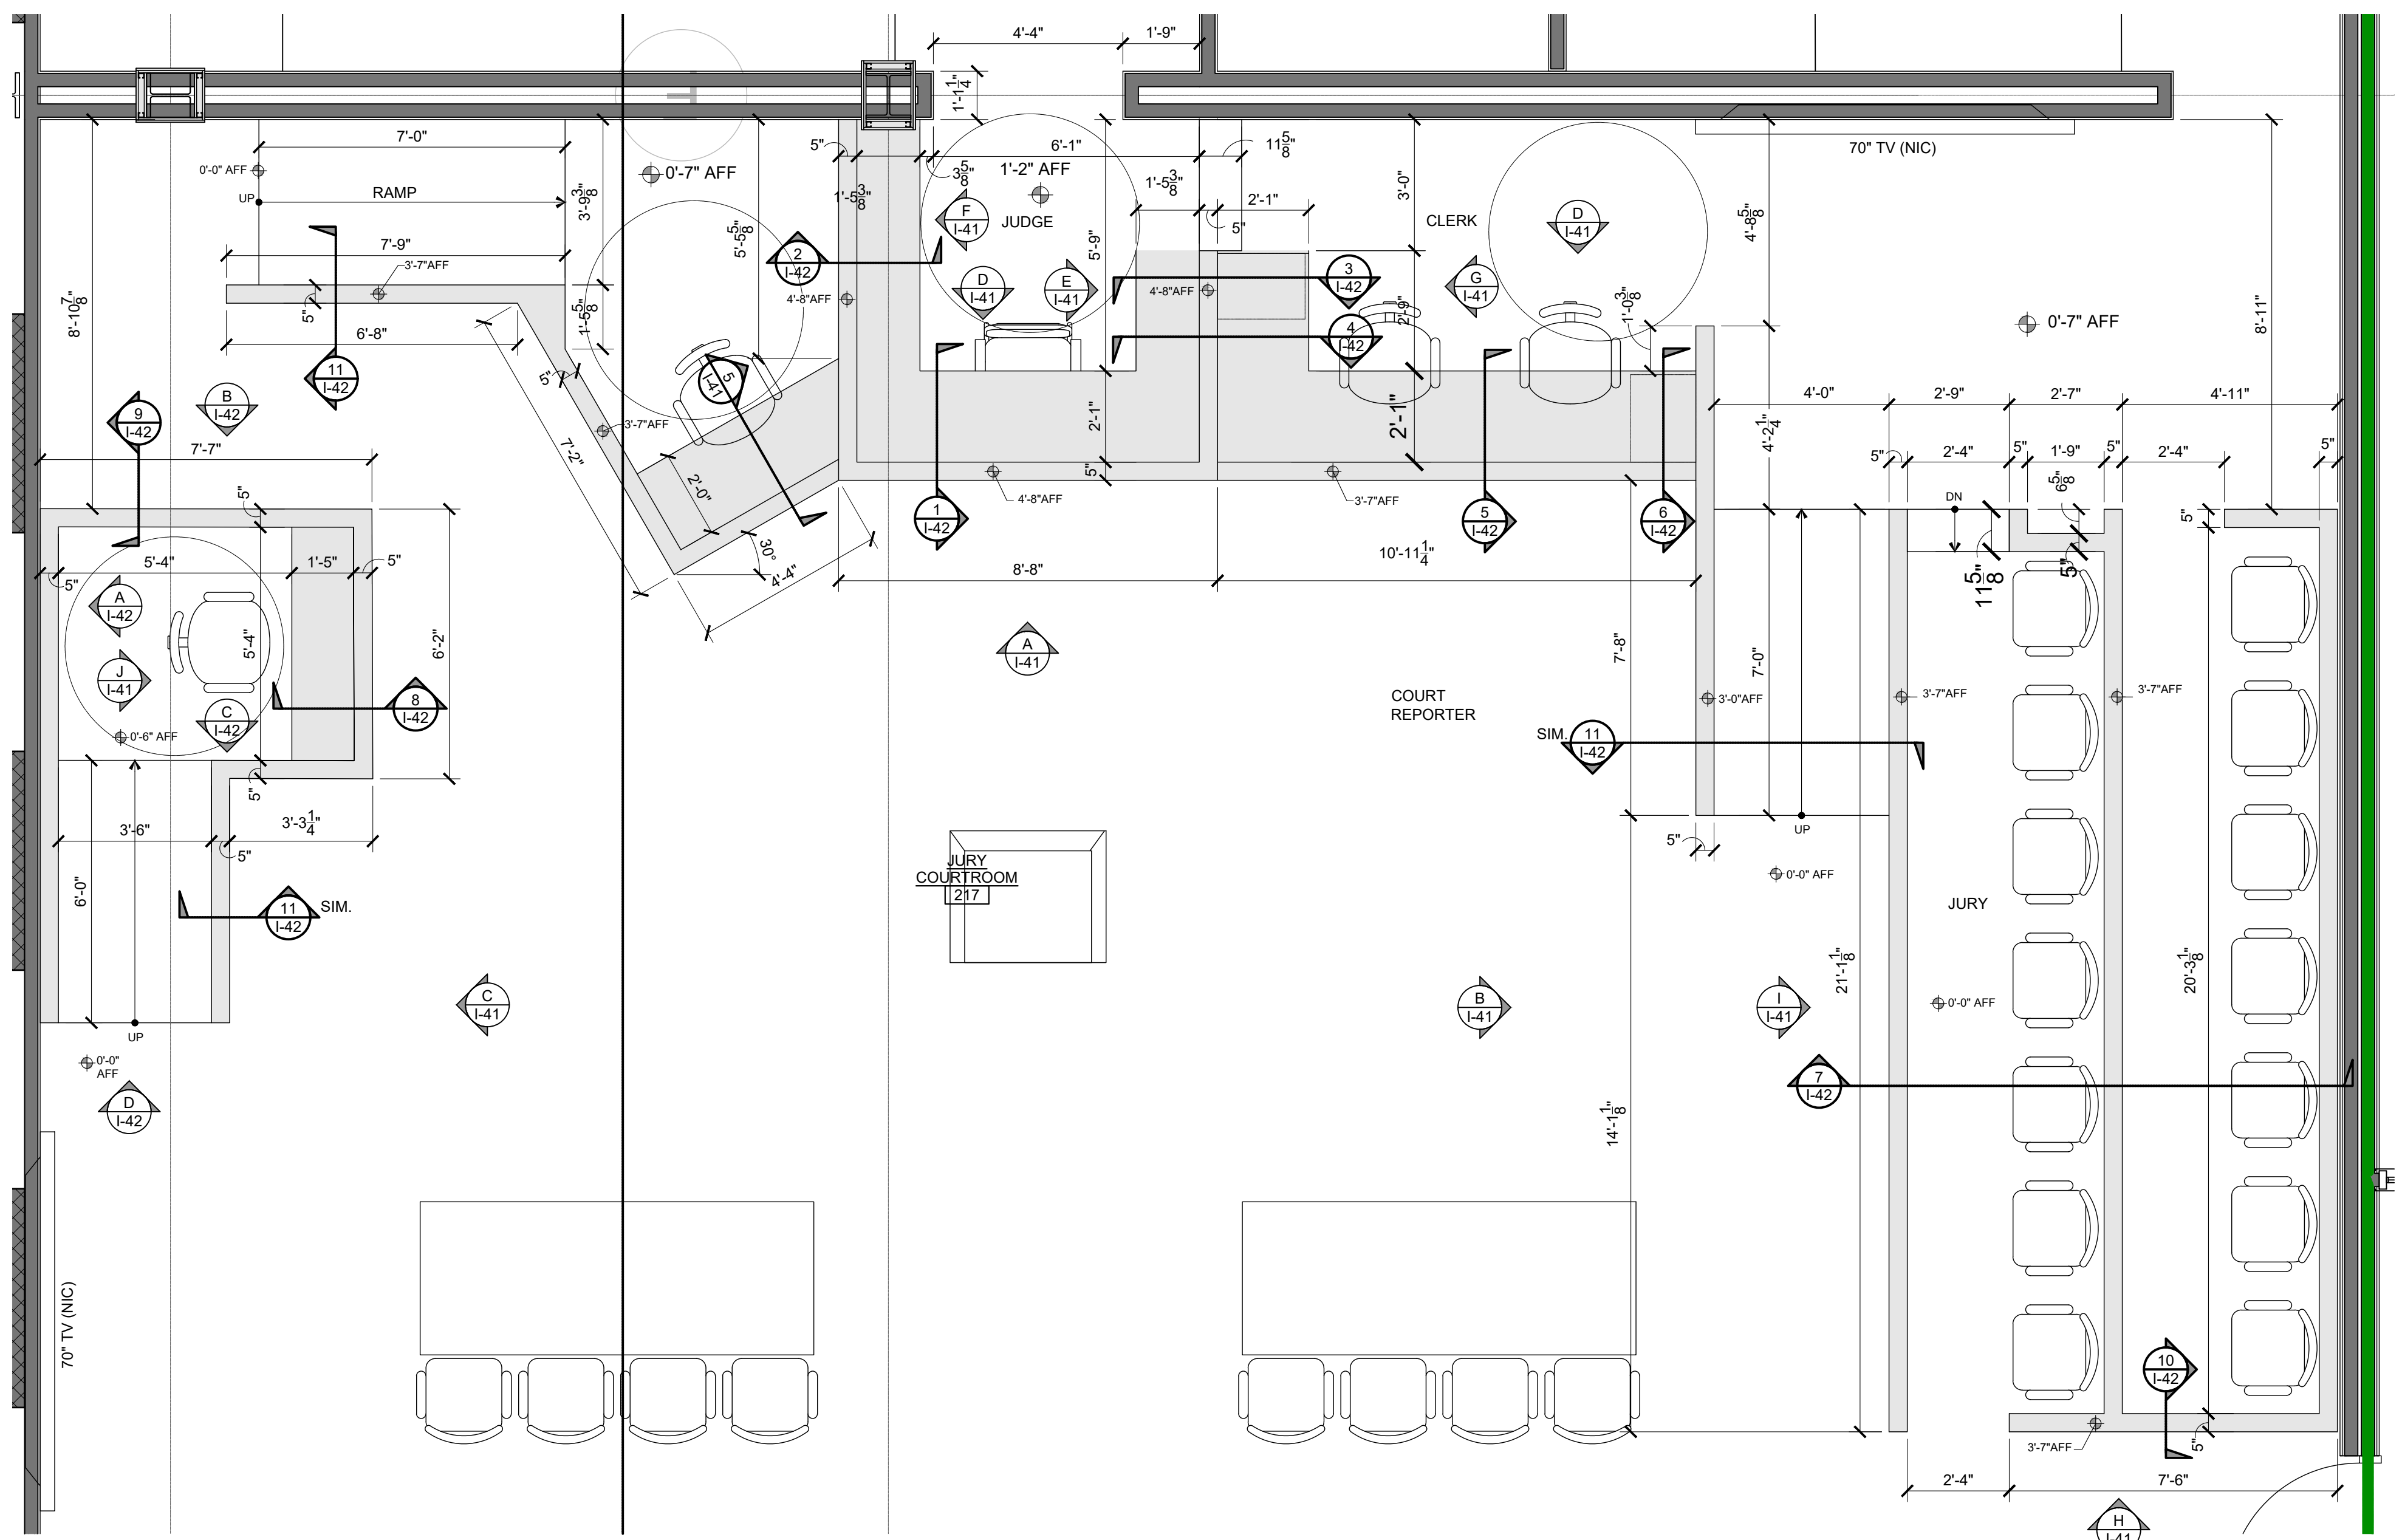 4'-4" 1'-9"
1'-1 1/4"
7'-0" 5" 6'-1" 11 5/8" 70" TV (NIC)
0'-0" AFF 0'-7" AFF 3 5/8" 1'-2" AFF
UP RAMP 3'-9 3/8" 1'-5 3/8" 1'-5 3/8" 3'-0"
5'-5 5/8" F I-41 JUDGE 2'-1" CLERK D I-41 4'-8 5/8"
7'-9" 5" 5'-9"
2 I-42 3 I-42
3'-7"AFF D I-41 E I-41 4'-8"AFF G I-41
8'-10 7/8" 4'-8"AFF 2'-9" 1'-0 3/8" 0'-7" AFF 8'-11"
5" 6'-8" 1'-5 5/8" 4 I-42
11 I-42 5" 5 I-41
B I-42 4'-0" 2'-9" 2'-7" 4'-11"
9 I-42 3'-7"AFF 2'-1" 2'-1" 4'-2 1/4"
7'-7" 7'-2" 5" 2'-4" 5" 1'-9" 5" 2'-4" 5"
5" 2'-0" 5" 4'-8"AFF 3'-7"AFF 6 5/8"
1 I-42 5 I-42 6 I-42 DN 5"
5'-4" 1'-5" 5" 30° 10'-11 1/4"
5" 4'-4" 8'-8" 11 5/8" 5"
A I-42
5'-4" 6'-2" A I-41 7'-8" 7'-0"
J I-41
C I-42 8 I-42 COURT
REPORTER
3'-0"AFF 3'-7"AFF 3'-7"AFF
0'-6" AFF SIM. 11 I-42
5"
3'-6" 3'-3 1/4" UP
5" 5"
JURY
COURTROOM
217
0'-0" AFF
6'-0" 11 I-42 SIM. JURY
21'-1 1/8" 20'-3 1/8"
C I-41 B I-41 I I-41 0'-0" AFF
UP
0'-0"
AFF
7 I-42
D I-42 14'-1 1/8"
70" TV (NIC)
10 I-42
3'-7"AFF 5"
2'-4" 7'-6"
H
I-41